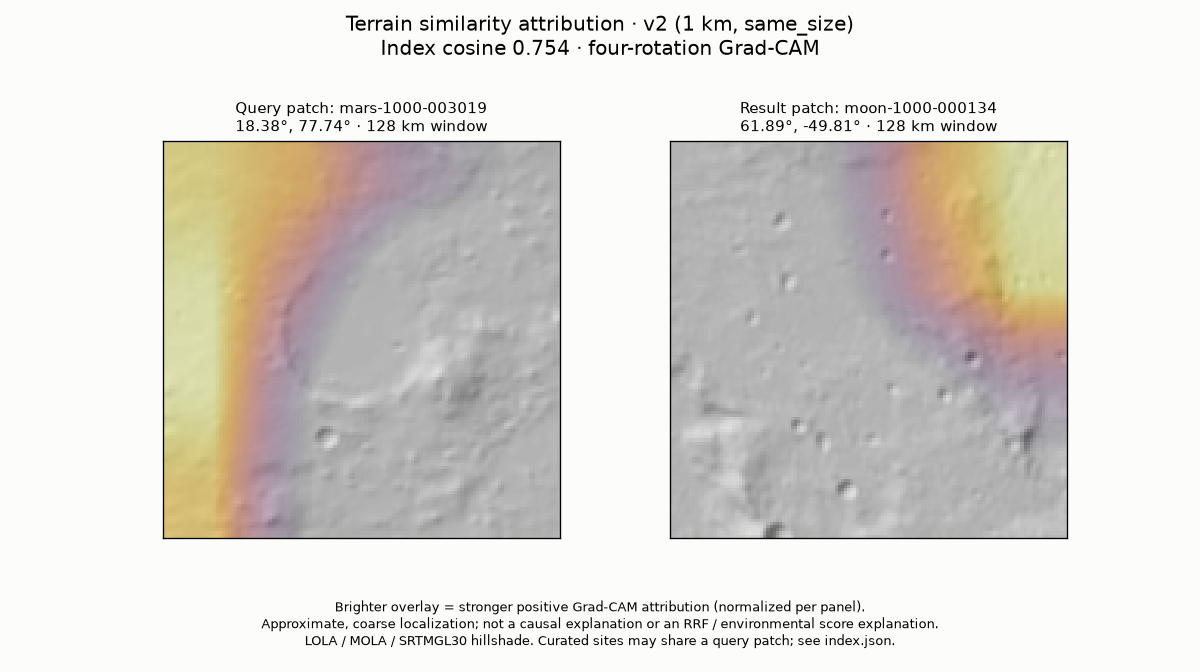 Terrain similarity attribution · v2 (1 km, same_size)
Index cosine 0.754 · four-rotation Grad-CAM
Query patch: mars-1000-003019
18.38°, 77.74° · 128 km window
Result patch: moon-1000-000134
61.89°, -49.81° · 128 km window
Brighter overlay = stronger positive Grad-CAM attribution (normalized per panel).
Approximate, coarse localization; not a causal explanation or an RRF / environmental score explanation.
LOLA / MOLA / SRTMGL30 hillshade. Curated sites may share a query patch; see index.json.